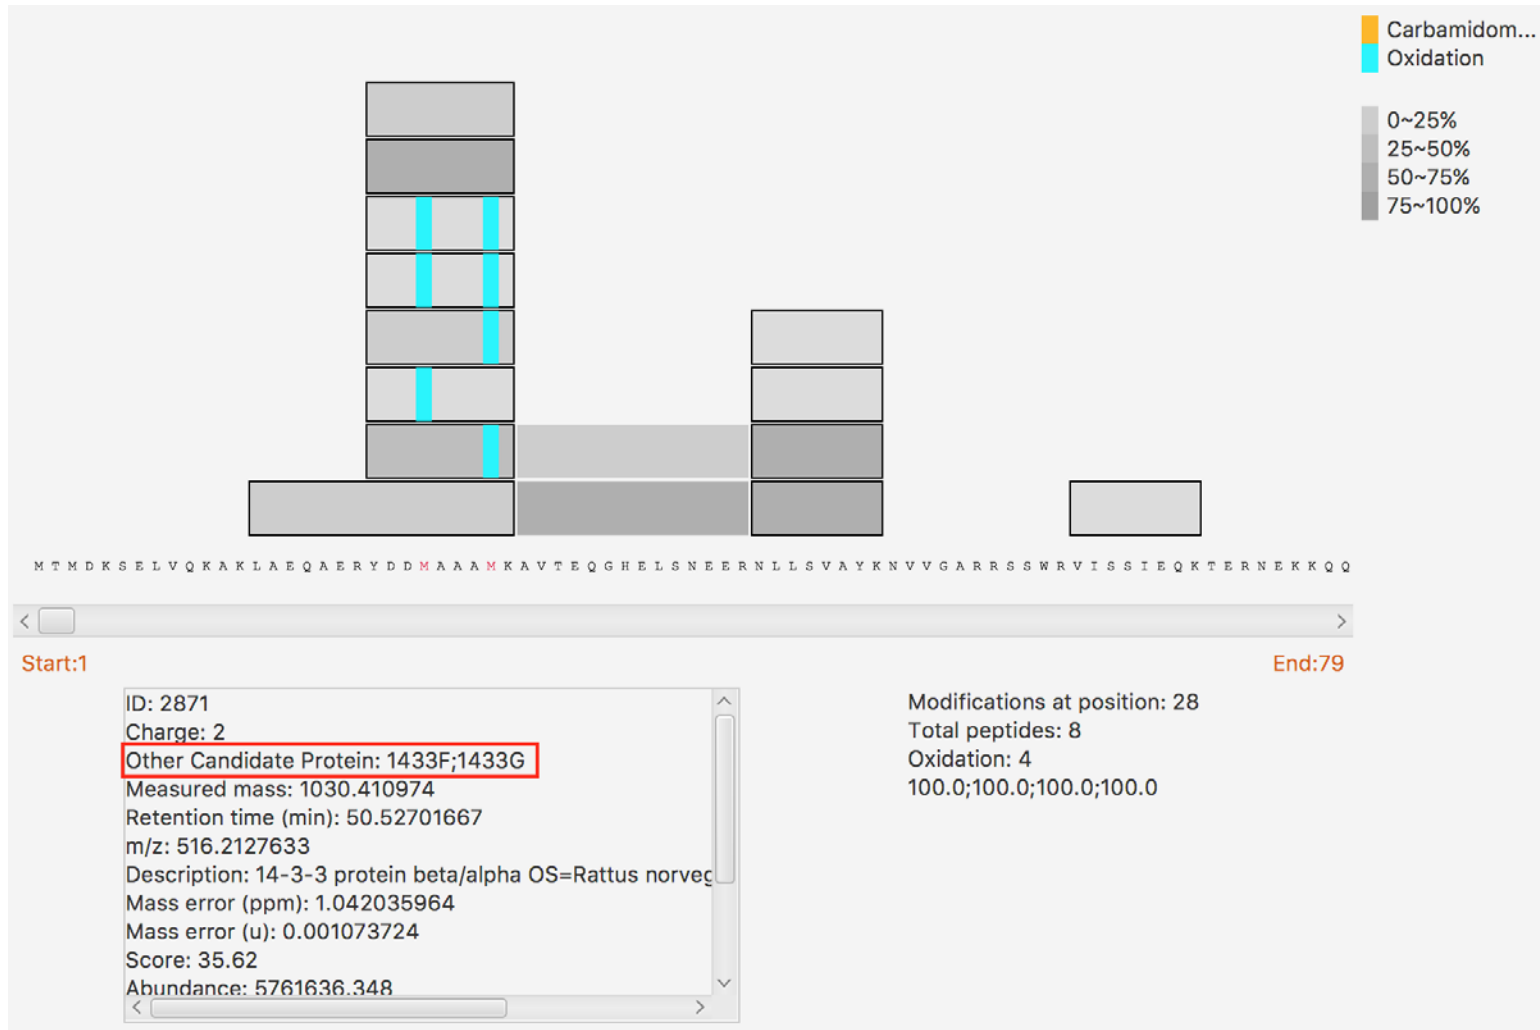 Carbamidom...
Oxidation
0~25%
25~50%
50~75%
75~100%
M T M D K S E L V Q K A K L A E Q A E R Y D D M A A A M K A V T E Q G H E L S N E E R N L L S V A Y K N V V G A R R S S W R V I S S I E Q K T E R N E K K Q Q
Start:1
End:79
ID: 2871
Charge: 2
Other Candidate Protein: 1433F;1433G
Measured mass: 1030.410974
Retention time (min): 50.52701667
m/z: 516.2127633
Description: 14-3-3 protein beta/alpha OS=Rattus norveg
Mass error (ppm): 1.042035964
Mass error (u): 0.001073724
Score: 35.62
Abundance: 5761636.348
Modifications at position: 28
Total peptides: 8
Oxidation: 4
100.0;100.0;100.0;100.0